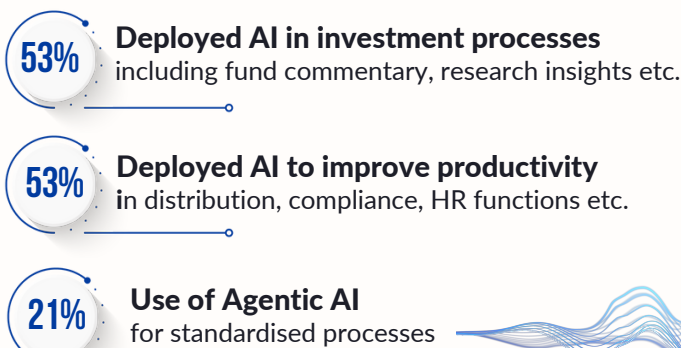 53%
Deployed AI in investment processes
including fund commentary, research insights etc.
53%
Deployed AI to improve productivity
in distribution, compliance, HR functions etc.
21%
Use of Agentic AI
for standardised processes